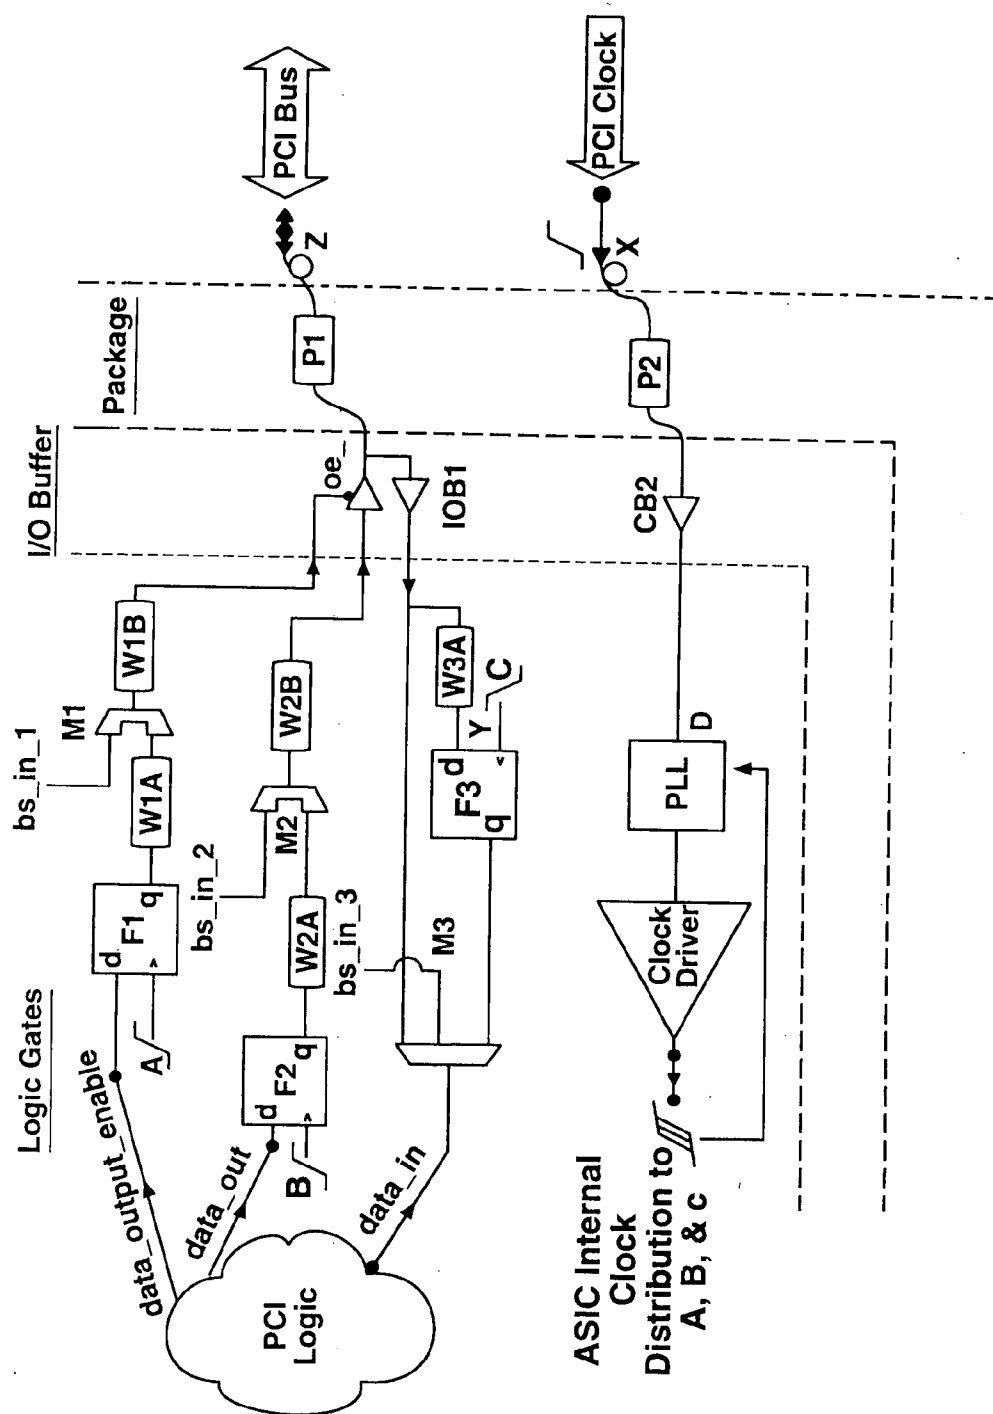 Logic Gates
I/O Buffer
Package
bs_in_1
M1
data_output_enable
d
F1
q
A
W1A
W1B
oe_
P1
Z
PCI Bus
bs_in_2
M2
data_out
d
F2
q
B
W2A
W2B
IOB1
bs_in_3
M3
W3A
Y
C
d
F3
q
data_in
PCI
Logic
ASIC Internal
Clock
Distribution to
A, B, & c
Clock
Driver
PLL
D
CB2
P2
X
PCI Clock